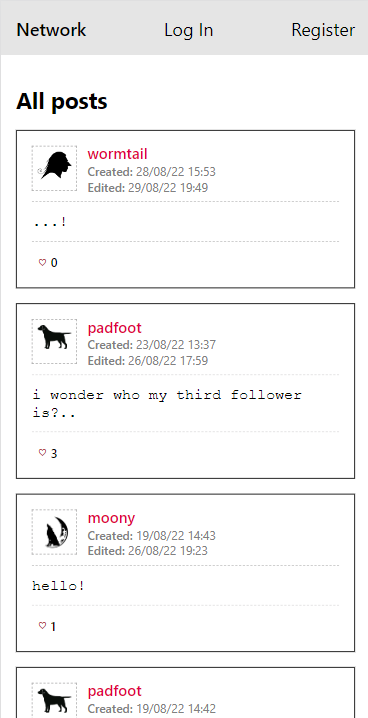 Network Log In Register
All posts
wormtail
Created: 28/08/22 15:53
Edited: 29/08/22 19:49
...!
♡ 0
padfoot
Created: 23/08/22 13:37
Edited: 26/08/22 17:59
i wonder who my third follower
is?..
♡ 3
moony
Created: 19/08/22 14:43
Edited: 26/08/22 19:23
hello!
♡ 1
padfoot
Created: 19/08/22 14:42